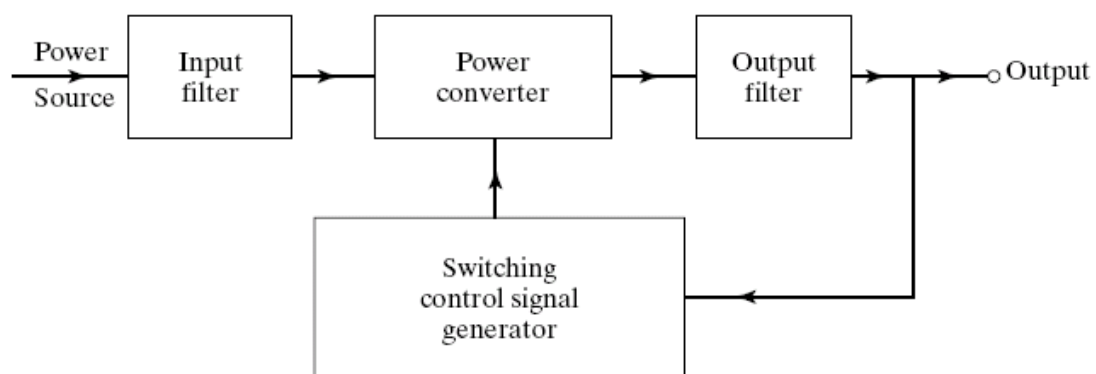 Power
Source
Input
filter
Power
converter
Output
filter
Output
Switching
control signal
generator